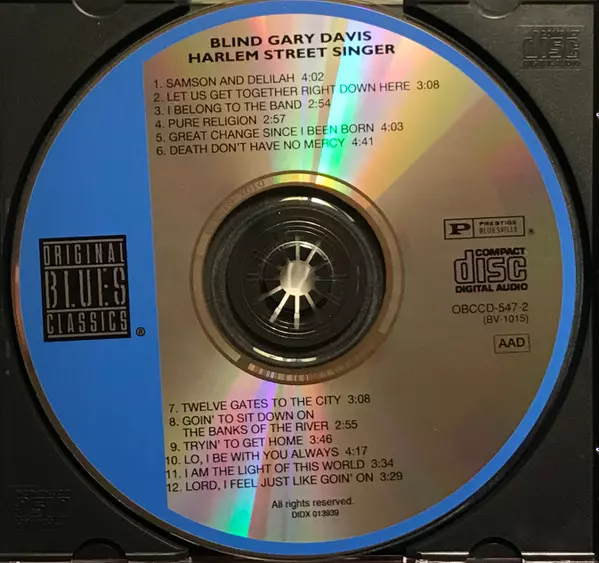 BLIND GARY DAVIS
HARLEM STREET SINGER
1. SAMSON AND DELILAH 4:02
2. LET US GET TOGETHER RIGHT DOWN HERE 3:08
3. I BELONG TO THE BAND 2:54
4. PURE RELIGION 2:57
5. GREAT CHANGE SINCE I BEEN BORN 4:03
6. DEATH DON'T HAVE NO MERCY 4:41
ORIGINAL
BLUES
CLASSICS
®
P PRESTIGE
BLUESVILLE ®
COMPACT
disc
DIGITAL AUDIO
OBCCD-547-2
(BV-1015)
AAD
7. TWELVE GATES TO THE CITY 3:08
8. GOIN' TO SIT DOWN ON
THE BANKS OF THE RIVER 2:55
9. TRYIN' TO GET HOME 3:46
10. LO, I BE WITH YOU ALWAYS 4:17
11. I AM THE LIGHT OF THIS WORLD 3:34
12. LORD, I FEEL JUST LIKE GOIN' ON 3:29
All rights reserved.
DIDX 013939